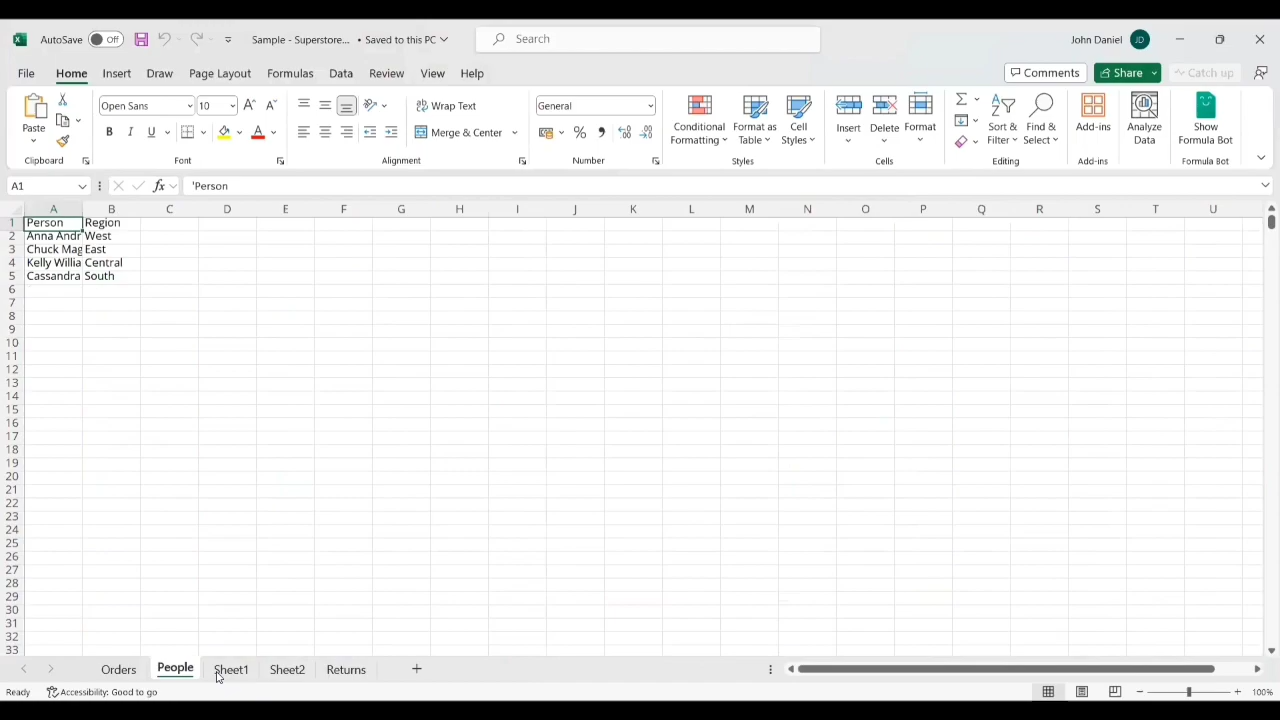 AutoSave Off Sample - Superstore... • Saved to this PC Search John Daniel JD
File Home Insert Draw Page Layout Formulas Data Review View Help Comments Share Catch up
Open Sans 10 Wrap Text General
Paste B I U Merge & Center % Conditional Formatting Format as Table Cell Styles Insert Delete Format Sort & Filter Find & Select Add-ins Analyze Data Show Formula Bot
Clipboard Font Alignment Number Styles Cells Editing Add-ins Formula Bot
A1 fx 'Person
A B C D E F G H I J K L M N O P Q R S T U
1 Person Region
2 Anna Andr West
3 Chuck Mag East
4 Kelly Willia Central
5 Cassandra South
6
7
8
9
10
11
12
13
14
15
16
17
18
19
20
21
22
23
24
25
26
27
28
29
30
31
32
33
Orders People Sheet1 Sheet2 Returns
Ready Accessibility: Good to go 100%